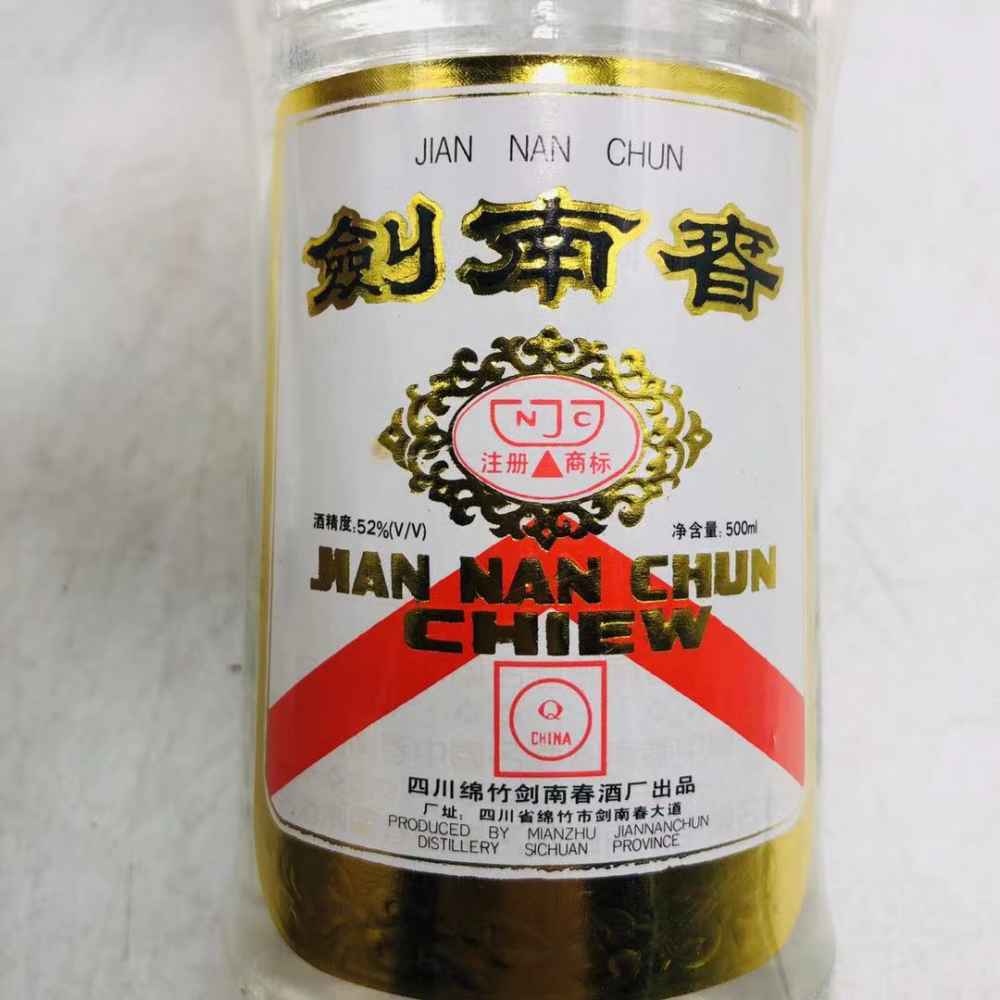 JIAN NAN CHUN
劍南春
NJC
注册 商标
酒精度:52%(V/V)
净含量: 500ml
JIAN NAN CHUN
CHIEW
Q
CHINA
四川绵竹剑南春酒厂出品
厂址: 四川省绵竹市剑南春大道
PRODUCED BY MIANZHU JIANNANCHUN
DISTILLERY SICHUAN PROVINCE